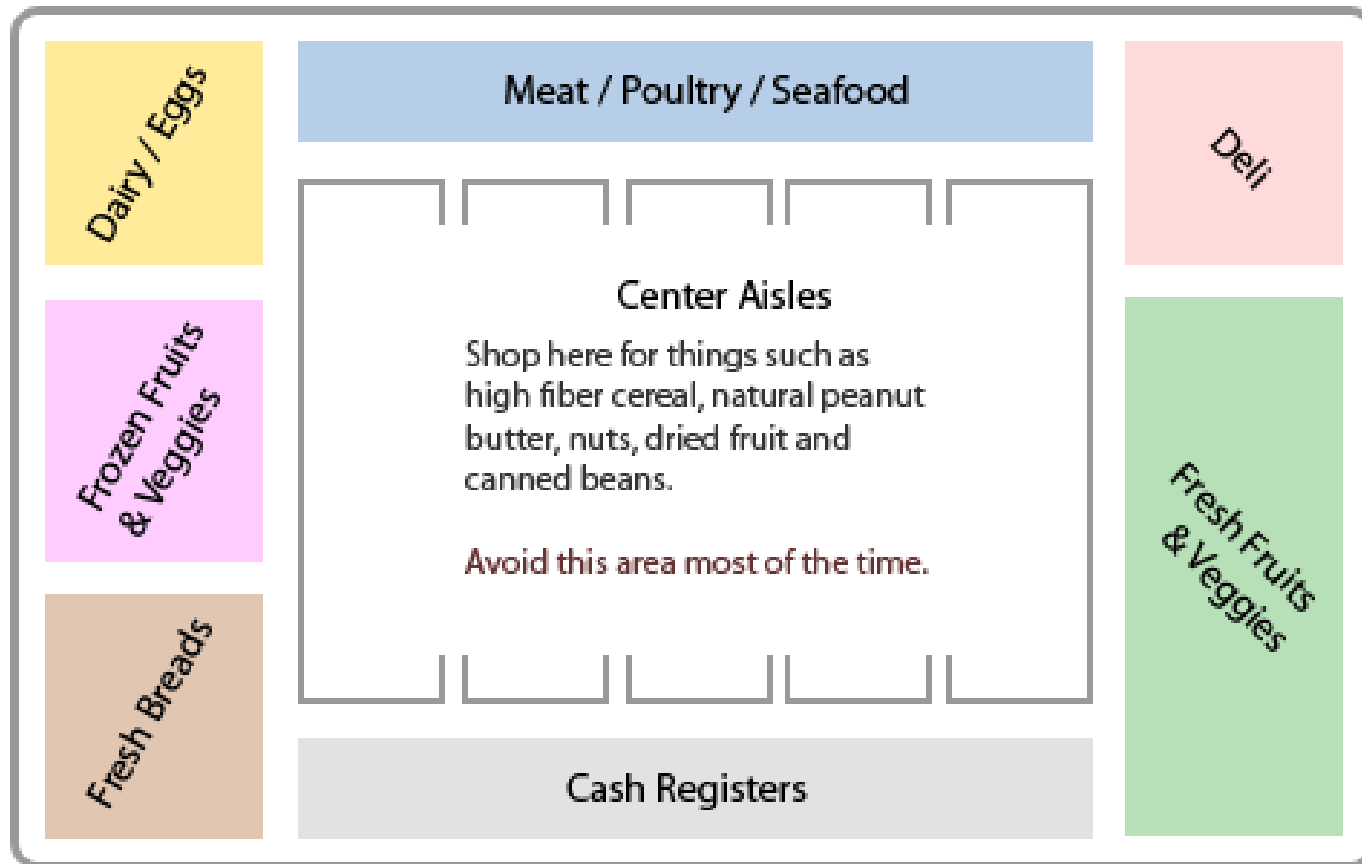 Dairy / Eggs
Meat / Poultry / Seafood
Deli
Center Aisles
Shop here for things such as
high fiber cereal, natural peanut
butter, nuts, dried fruit and
canned beans.
Avoid this area most of the time.
Frozen Fruits
& Veggies
Fresh Fruits
& Veggies
Fresh Breads
Cash Registers